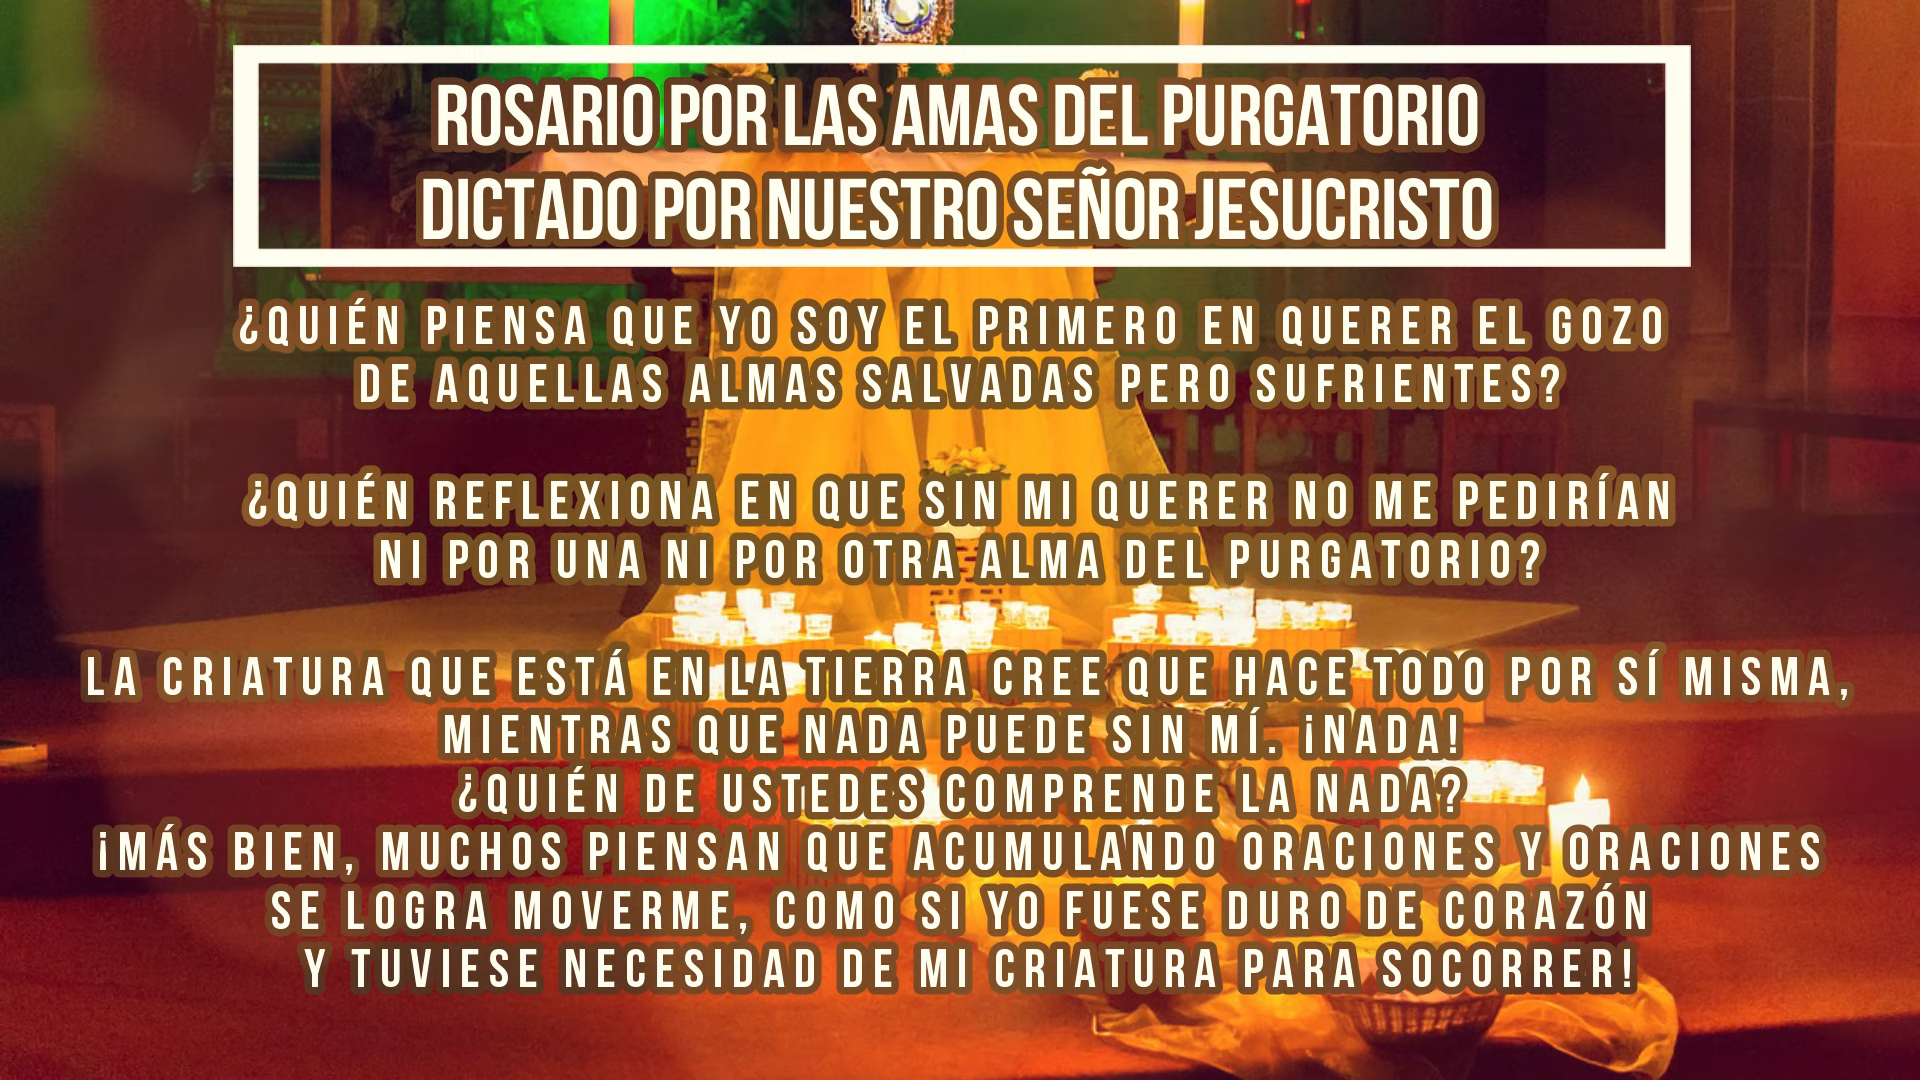 ROSARIO POR LAS AMAS DEL PURGATORIO
DICTADO POR NUESTRO SEÑOR JESUCRISTO
¿QUIÉN PIENSA QUE YO SOY EL PRIMERO EN QUERER EL GOZO
DE AQUELLAS ALMAS SALVADAS PERO SUFRIENTES?
¿QUIÉN REFLEXIONA EN QUE SIN MI QUERER NO ME PEDIRÍAN
NI POR UNA NI POR OTRA ALMA DEL PURGATORIO?
LA CRIATURA QUE ESTÁ EN LA TIERRA CREE QUE HACE TODO POR SÍ MISMA,
MIENTRAS QUE NADA PUEDE SIN MÍ. ¡NADA!
¿QUIÉN DE USTEDES COMPRENDE LA NADA?
¡MÁS BIEN, MUCHOS PIENSAN QUE ACUMULANDO ORACIONES Y ORACIONES
SE LOGRA MOVERME, COMO SI YO FUESE DURO DE CORAZÓN
Y TUVIESE NECESIDAD DE MI CRIATURA PARA SOCORRER!